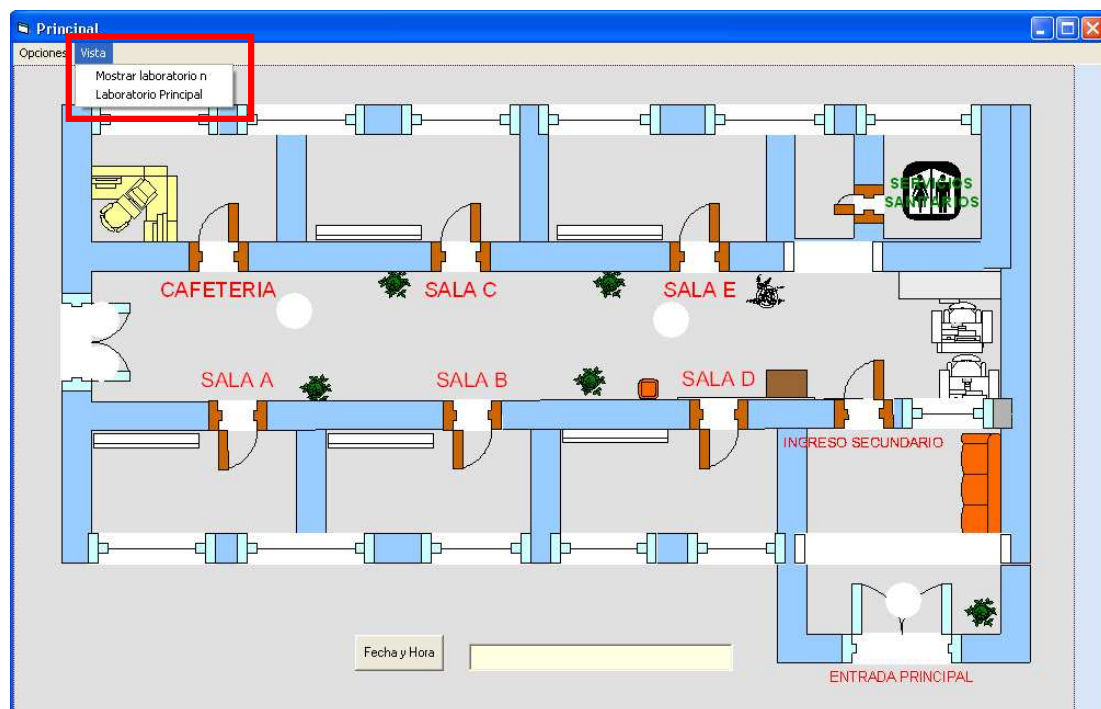 Principal
Opciones Vista
Mostrar laboratorio n
Laboratorio Principal
SERVICIOS
SANITARIOS
CAFETERIA
SALA C
SALA E
SALA A
SALA B
SALA D
INGRESO SECUNDARIO
Fecha y Hora
ENTRADA PRINCIPAL